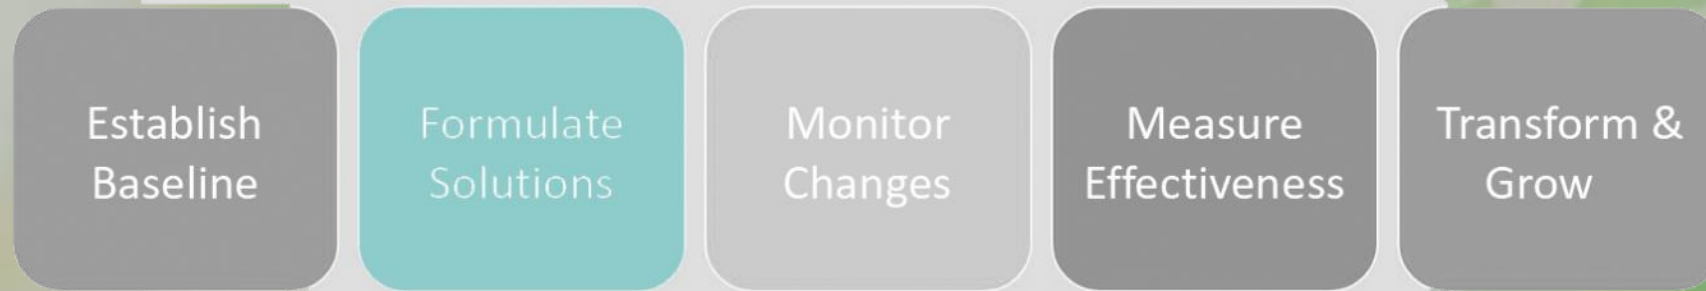 Establish
Baseline
Formulate
Solutions
Monitor
Changes
Measure
Effectiveness
Transform &
Grow